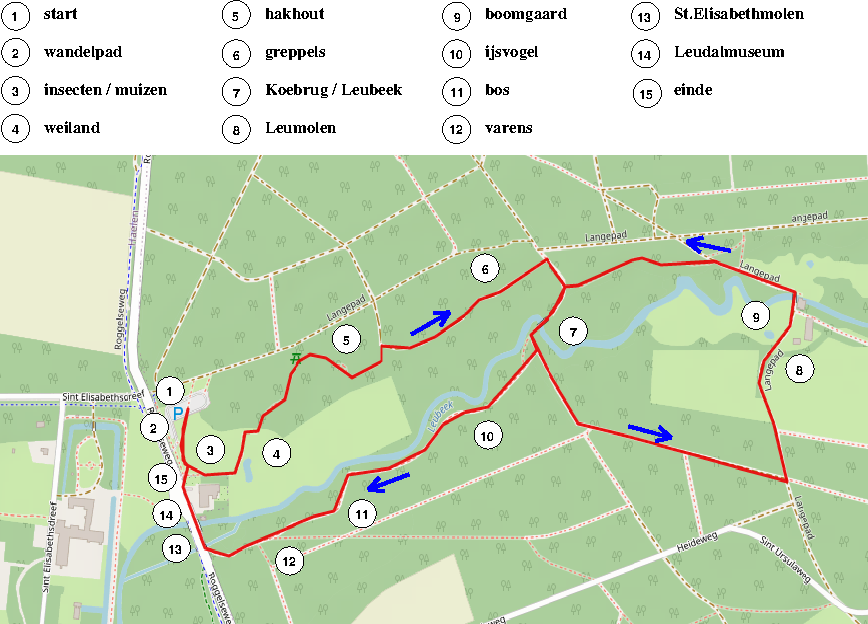 1 start
2 wandelpad
3 insecten / muizen
4 weiland
5 hakhout
6 greppels
7 Koebrug / Leubeek
8 Leumolen
9 boomgaard
10 ijsvogel
11 bos
12 varens
13 St.Elisabethmolen
14 Leudalmuseum
15 einde
Ro
Haelen
Roggelseweg
Langepad
Langepad
angepad
Langepad
6
5
7
9
8
Langepad
Sint Elisabethsdreef
1
P
2
Leubeek
3
4
10
15
14
11
13
12
Langepad
Heideweg
Sint Ursulaweg
Sint Elisabethsdreef
Roggelsewe